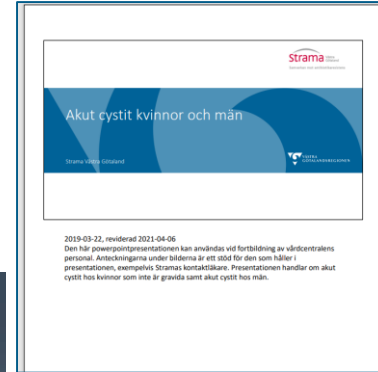 Strama
Akut cystit kvinnor och män
Strama Västra Götaland
VÄSTRA
GÖTALANDSREGIONEN
2019-03-22, reviderad 2021-04-06
Den här powerpointpresentationen kan användas vid fortbildning av vårdcentralens
personal. Anteckningarna under bilderna är ett stöd för den som håller i
presentationen, exempelvis Stramas kontaktläkare. Presentationen handlar om akut
cystit hos kvinnor som inte är gravida samt akut cystit hos män.